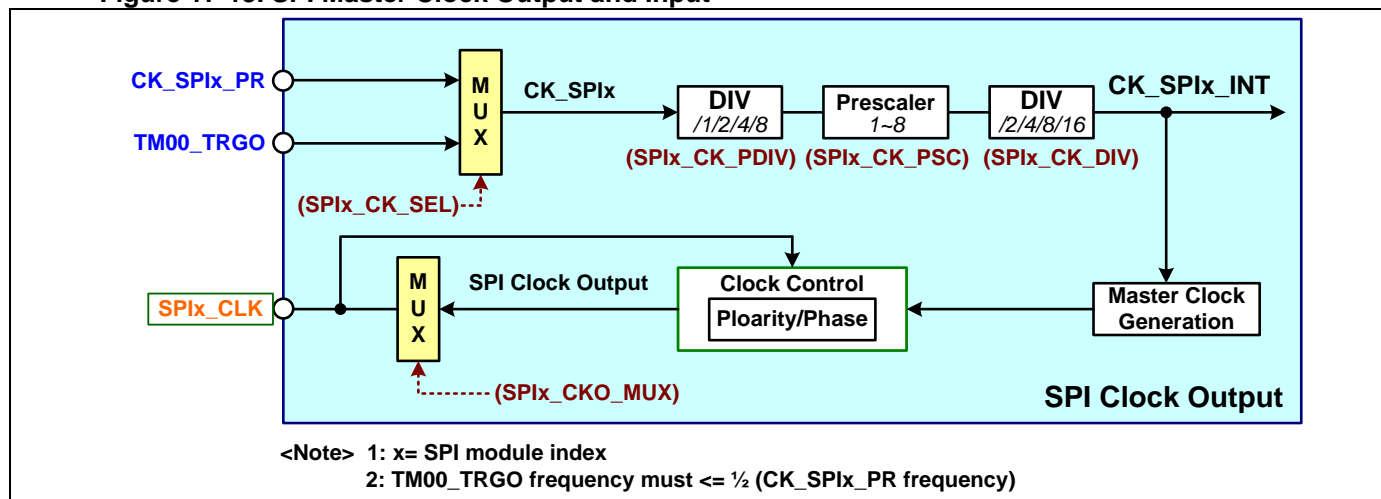 CK_SPIx_PR
TM00_TRGO
MUX
CK_SPIx
DIV
/1/2/4/8
(SPIx_CK_PDIV)
Prescaler
1~8
(SPIx_CK_PSC)
DIV
/2/4/8/16
(SPIx_CK_DIV)
CK_SPIx_INT
(SPIx_CK_SEL)
SPIx_CLK
MUX
SPI Clock Output
Clock Control
Ploarity/Phase
Master Clock
Generation
(SPIx_CKO_MUX)
SPI Clock Output
<Note> 1: x= SPI module index
2: TM00_TRGO frequency must <= ½ (CK_SPIx_PR frequency)